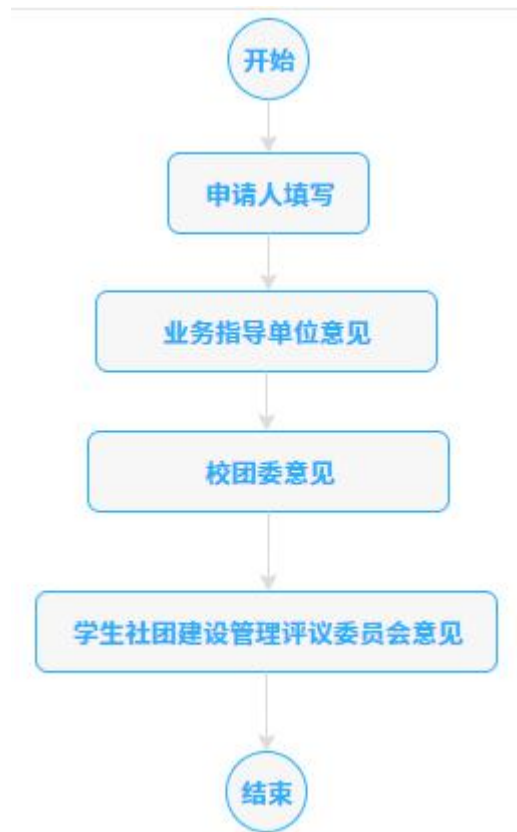 开始
申请人填写
业务指导单位意见
校团委意见
学生社团建设管理评议委员会意见
结束